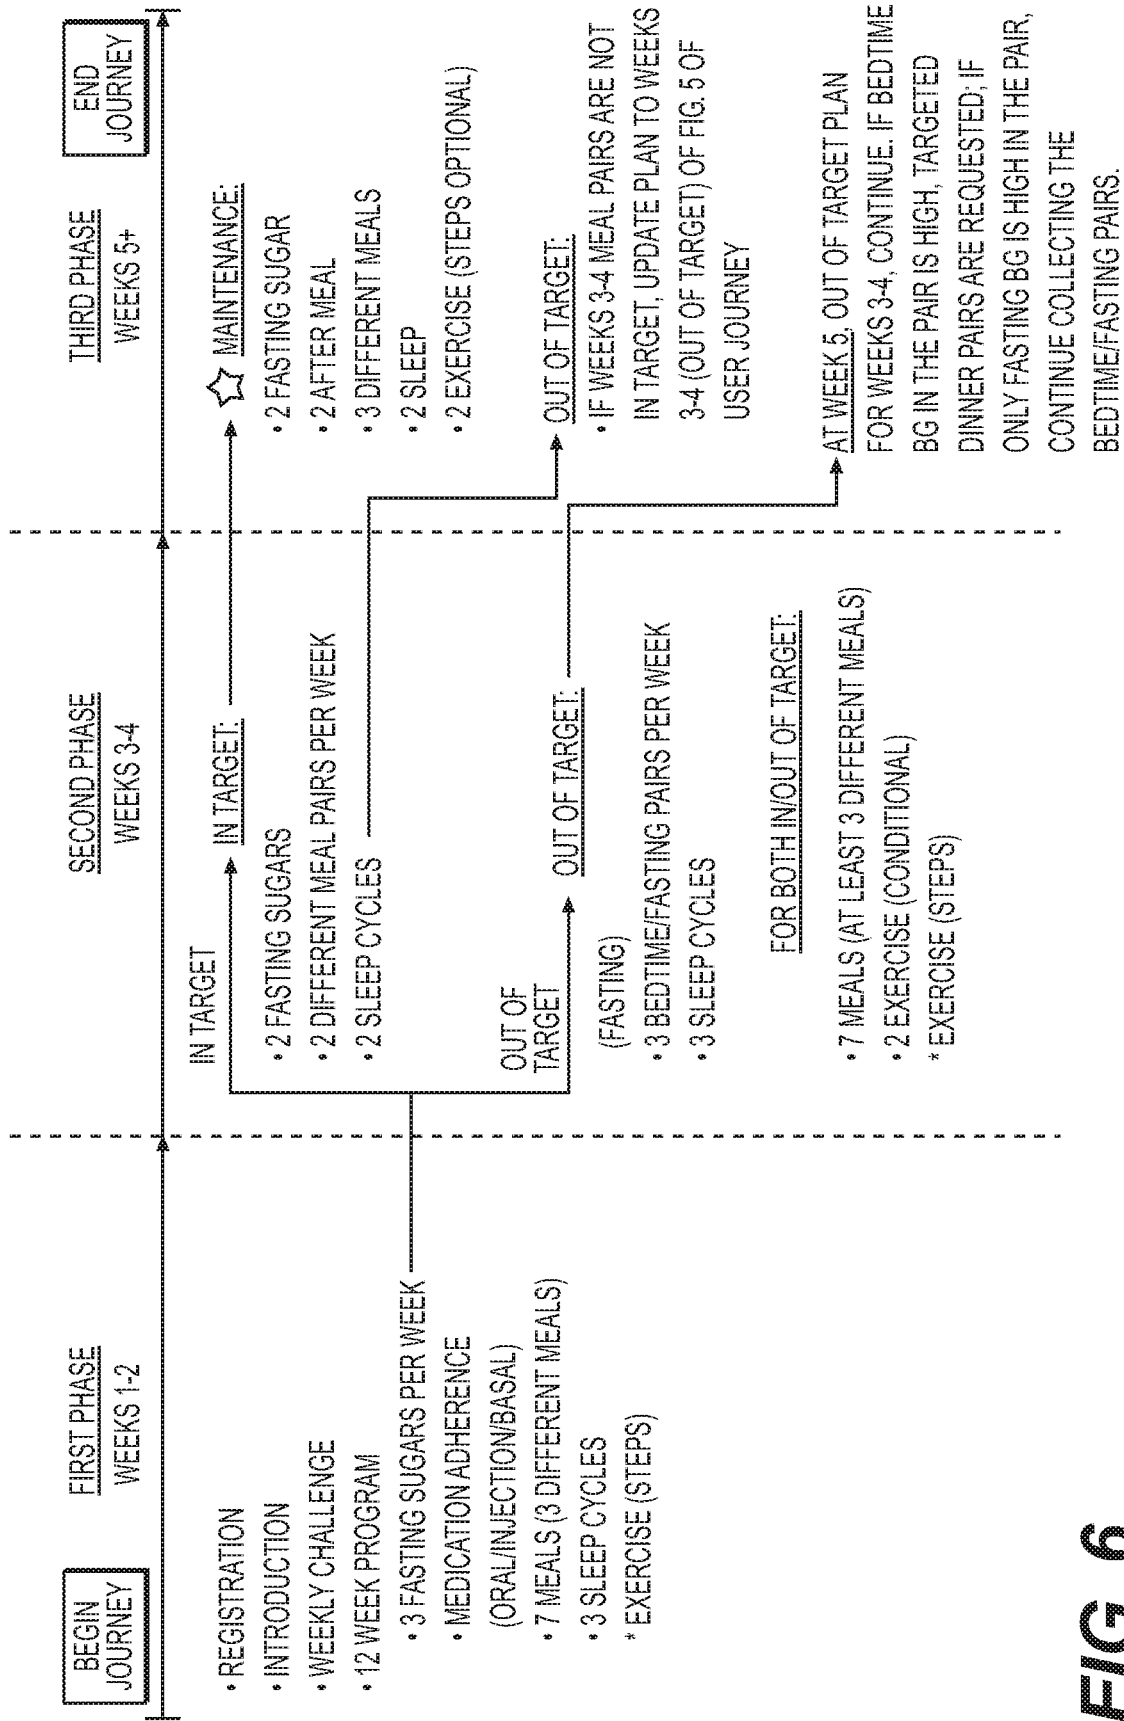 BEGIN
JOURNEY
END
JOURNEY
FIRST PHASE
WEEKS 1-2
• REGISTRATION
• INTRODUCTION
• WEEKLY CHALLENGE
• 12 WEEK PROGRAM
• 3 FASTING SUGARS PER WEEK
• MEDICATION ADHERENCE
(ORAL/INJECTION/BASAL)
• 7 MEALS (3 DIFFERENT MEALS)
• 3 SLEEP CYCLES
* EXERCISE (STEPS)
SECOND PHASE
WEEKS 3-4
IN TARGET
IN TARGET:
• 2 FASTING SUGARS
• 2 DIFFERENT MEAL PAIRS PER WEEK
• 2 SLEEP CYCLES
OUT OF
TARGET
OUT OF TARGET:
(FASTING)
• 3 BEDTIME/FASTING PAIRS PER WEEK
• 3 SLEEP CYCLES
FOR BOTH IN/OUT OF TARGET:
• 7 MEALS (AT LEAST 3 DIFFERENT MEALS)
• 2 EXERCISE (CONDITIONAL)
* EXERCISE (STEPS)
THIRD PHASE
WEEKS 5+
MAINTENANCE:
• 2 FASTING SUGAR
• 2 AFTER MEAL
• 3 DIFFERENT MEALS
• 2 SLEEP
• 2 EXERCISE (STEPS OPTIONAL)
OUT OF TARGET:
• IF WEEKS 3-4 MEAL PAIRS ARE NOT
IN TARGET, UPDATE PLAN TO WEEKS
3-4 (OUT OF TARGET) OF FIG. 5 OF
USER JOURNEY
AT WEEK 5, OUT OF TARGET PLAN
FOR WEEKS 3-4, CONTINUE. IF BEDTIME
BG IN THE PAIR IS HIGH, TARGETED
DINNER PAIRS ARE REQUESTED; IF
ONLY FASTING BG IS HIGH IN THE PAIR,
CONTINUE COLLECTING THE
BEDTIME/FASTING PAIRS.
FIG. 6